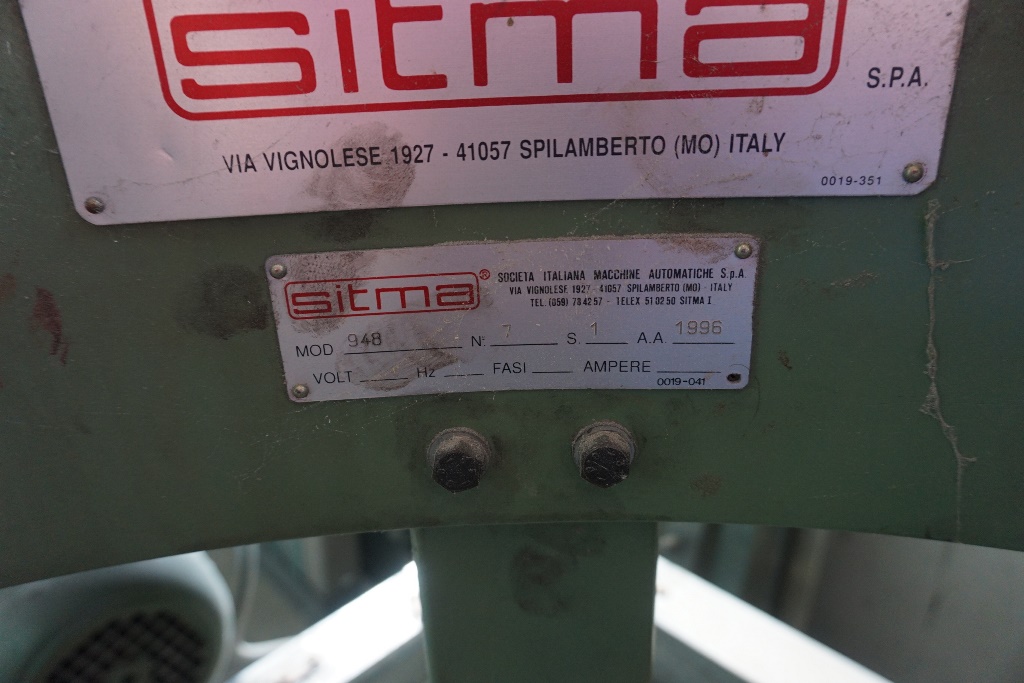 sitma
S.P.A.
VIA VIGNOLESE 1927 - 41057 SPILAMBERTO (MO) ITALY
0019-351
sitma ® SOCIETA ITALIANA MACCHINE AUTOMATICHE S.p.A
VIA VIGNOLESE 1927 - 41057 SPILAMBERTO (MO) - ITALY
TEL. (059) 784257 - TELEX 510250 SITMA I
MOD 948 N: 7 S. 1 A.A. 1996
VOLT Hz FASI AMPERE
0019-041